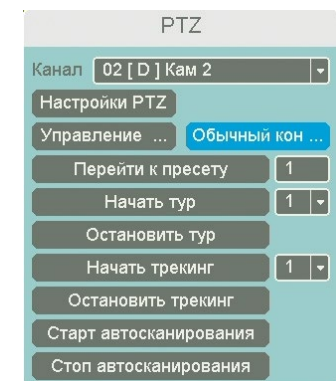 PTZ
Канал 02 [ D ] Кам 2
Настройки PTZ
Управление ... Обычный кон ...
Перейти к пресету 1
Начать тур 1
Остановить тур
Начать трекинг 1
Остановить трекинг
Старт автосканирования
Стоп автосканирования